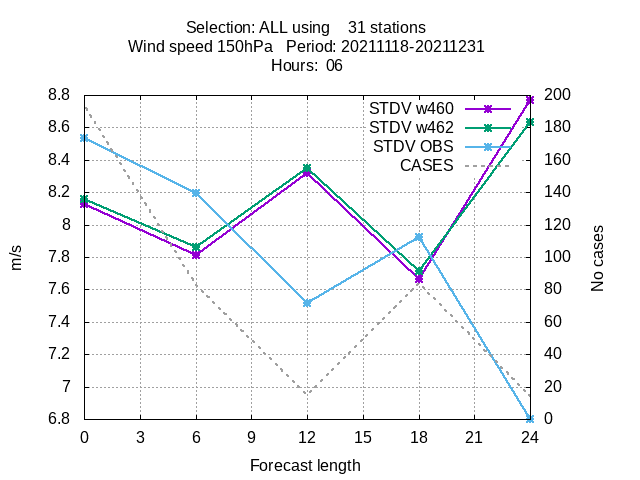 Selection: ALL using    31 stations
Wind speed 150hPa   Period: 20211118-20211231
Hours:  06
STDV w460
STDV w462
STDV OBS
CASES
8.8
8.6
8.4
8.2
8
7.8
7.6
7.4
7.2
7
6.8
200
180
160
140
120
100
80
60
40
20
0
m/s
No cases
0 3 6 9 12 15 18 21 24
Forecast length